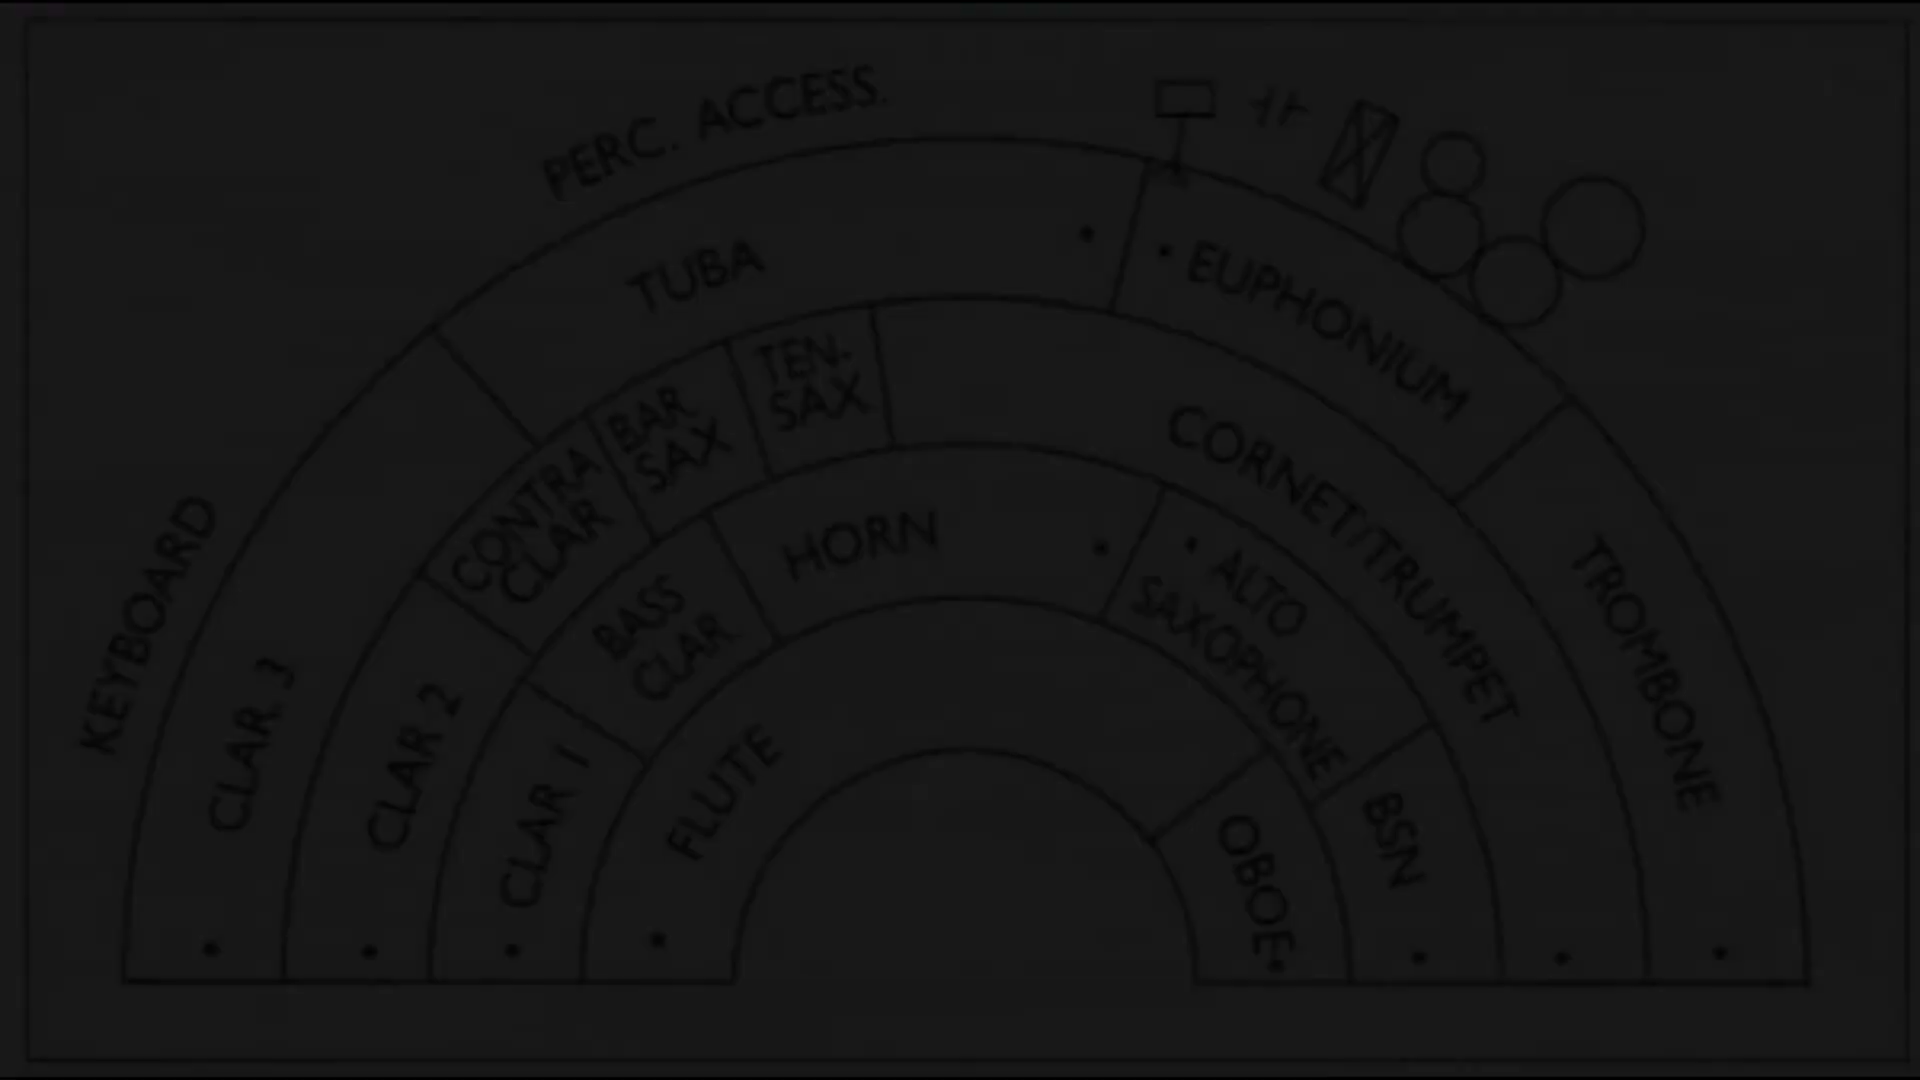 PERC. ACCESS.
KEYBOARD
TUBA
EUPHONIUM
TROMBONE
CLAR. 3
CONTRA
CLAR
BAR
SAX
TEN.
SAX
CORNET/TRUMPET
CLAR 2
BASS
CLAR
HORN
ALTO
SAXOPHONE
BSN
CLAR 1
FLUTE
OBOE